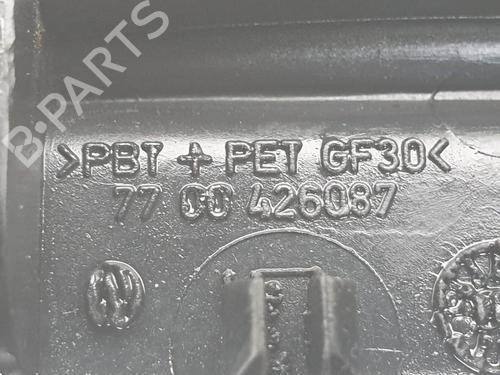 B-PARTS
>PBT + PET GF30<
77 00 426087